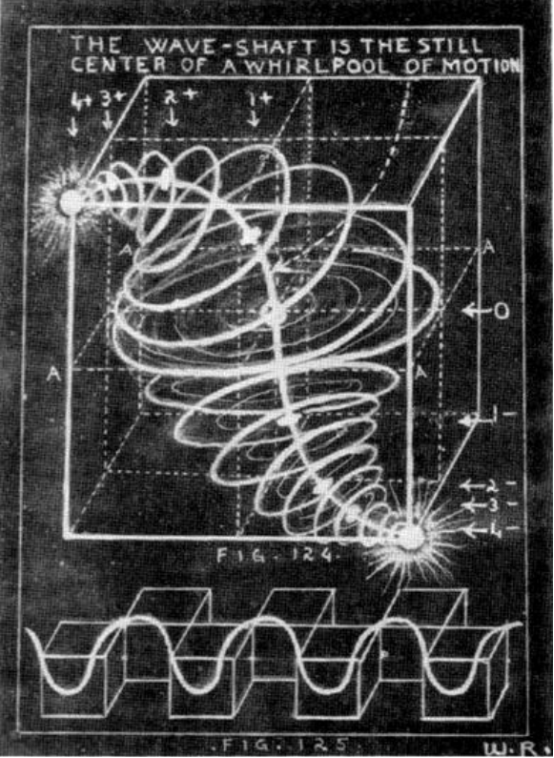 THE WAVE-SHAFT IS THE STILL
CENTER OF A WHIRLPOOL OF MOTION
4+ 3+ 2+ 1+
A A
0
A A
1-
2-
3-
4-
FIG. 124.
FIG. 125
W.R.